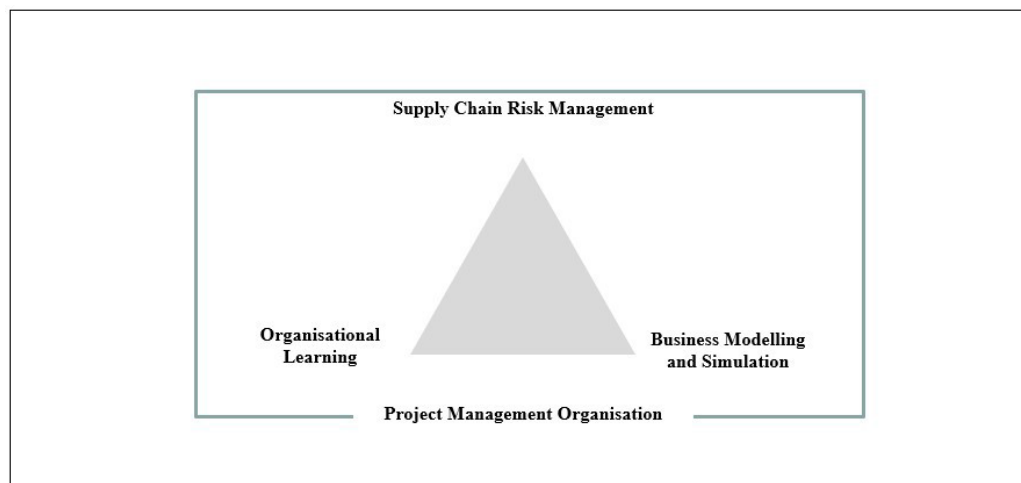 Supply Chain Risk Management
Organisational
Learning
Business Modelling
and Simulation
Project Management Organisation